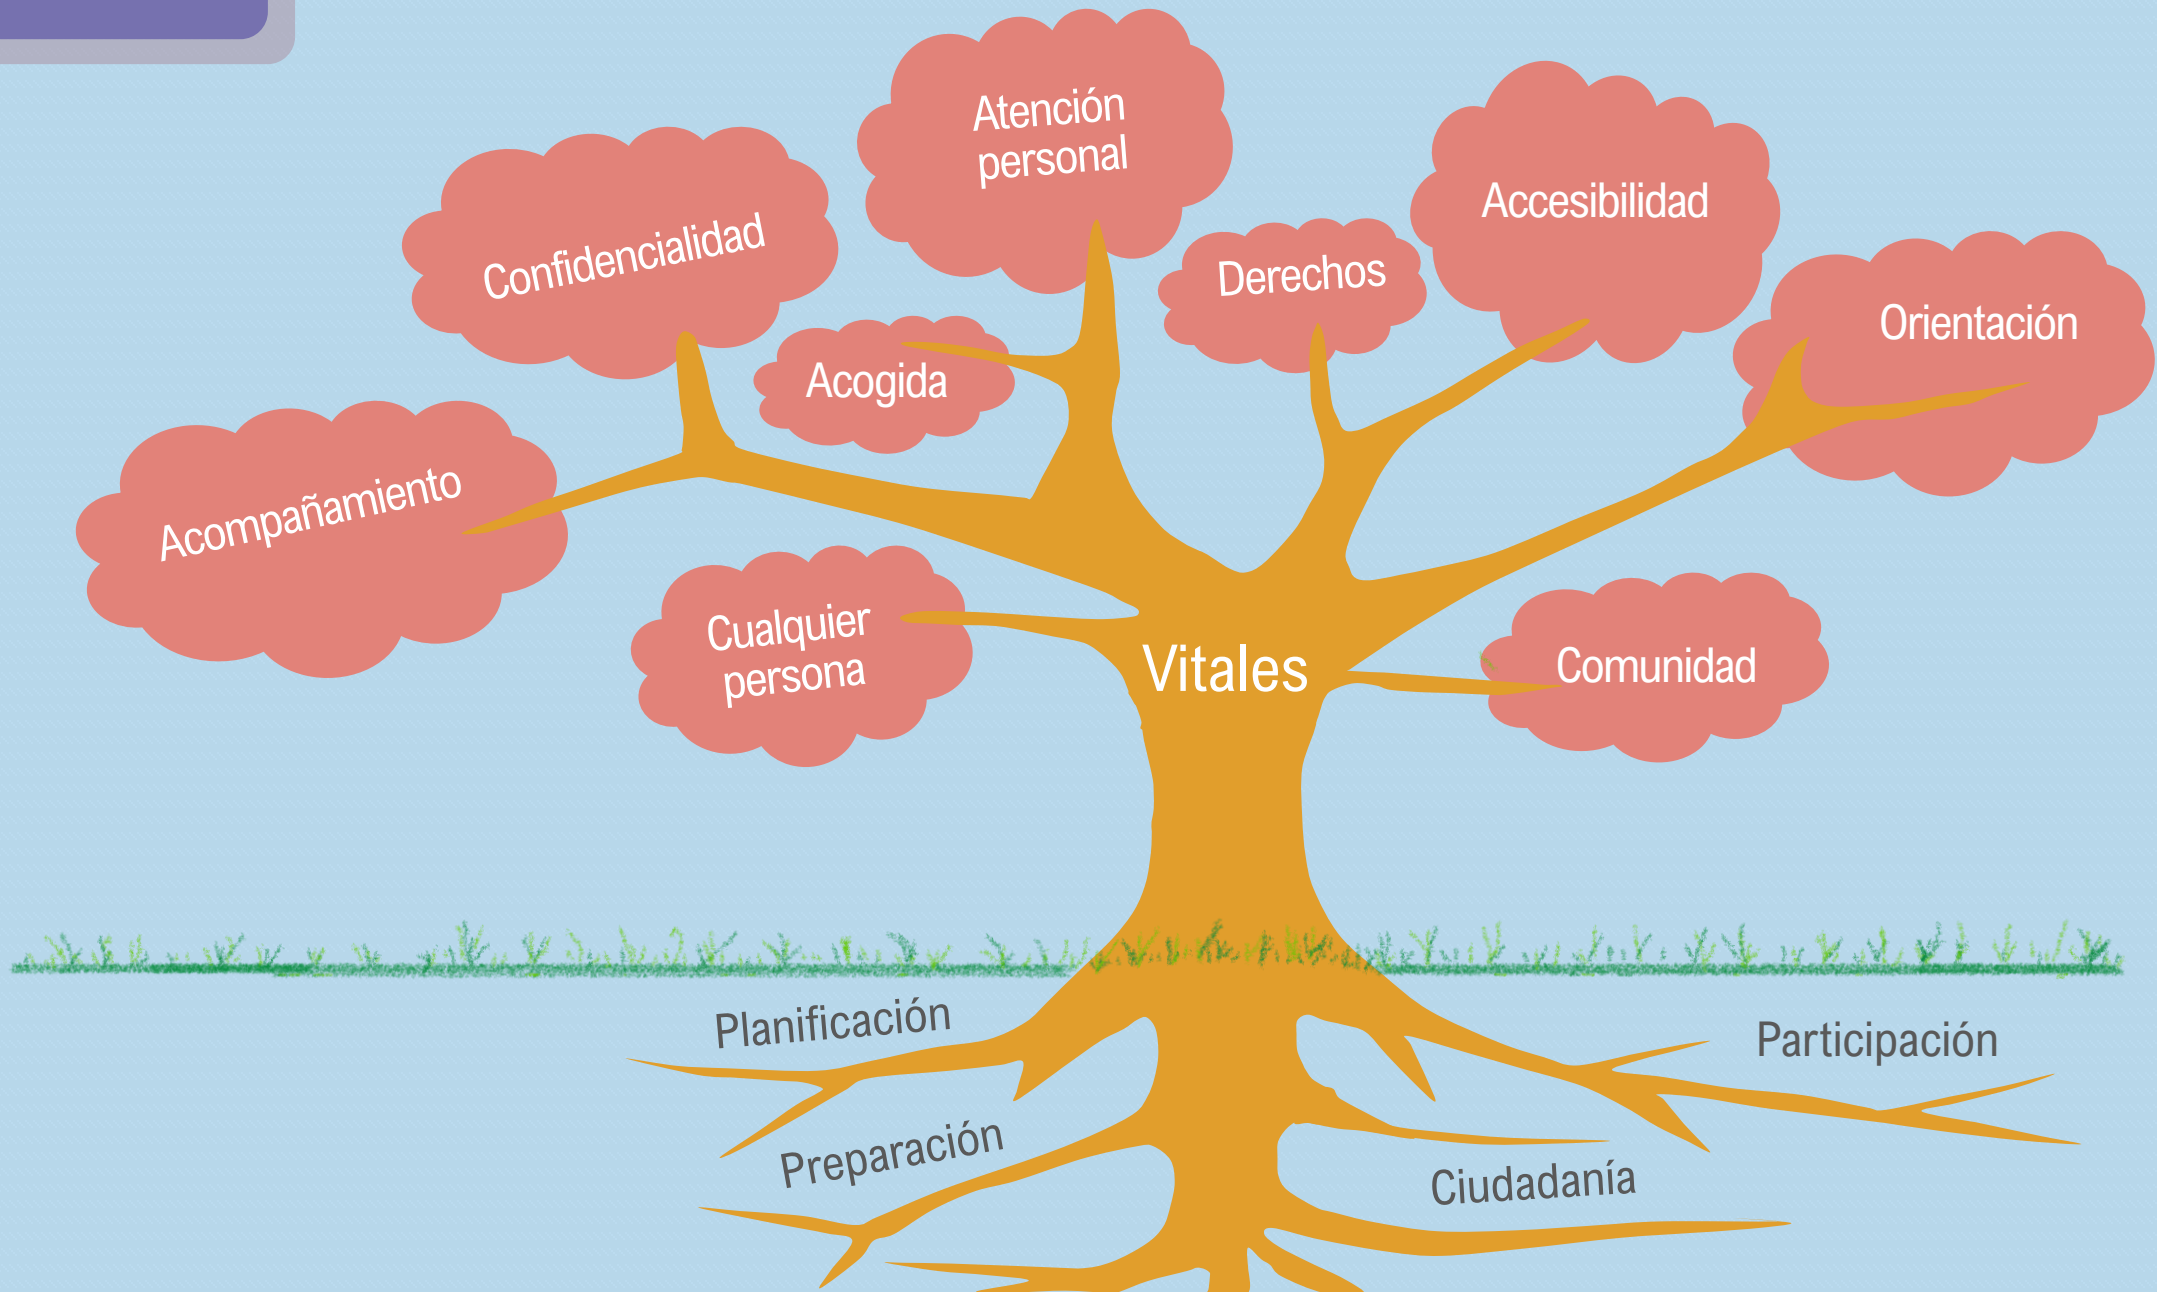 Atención
personal
Accesibilidad
Confidencialidad
Derechos
Orientación
Acogida
Acompañamiento
Cualquier
persona
Vitales
Comunidad
Planificación
Participación
Preparación
Ciudadanía